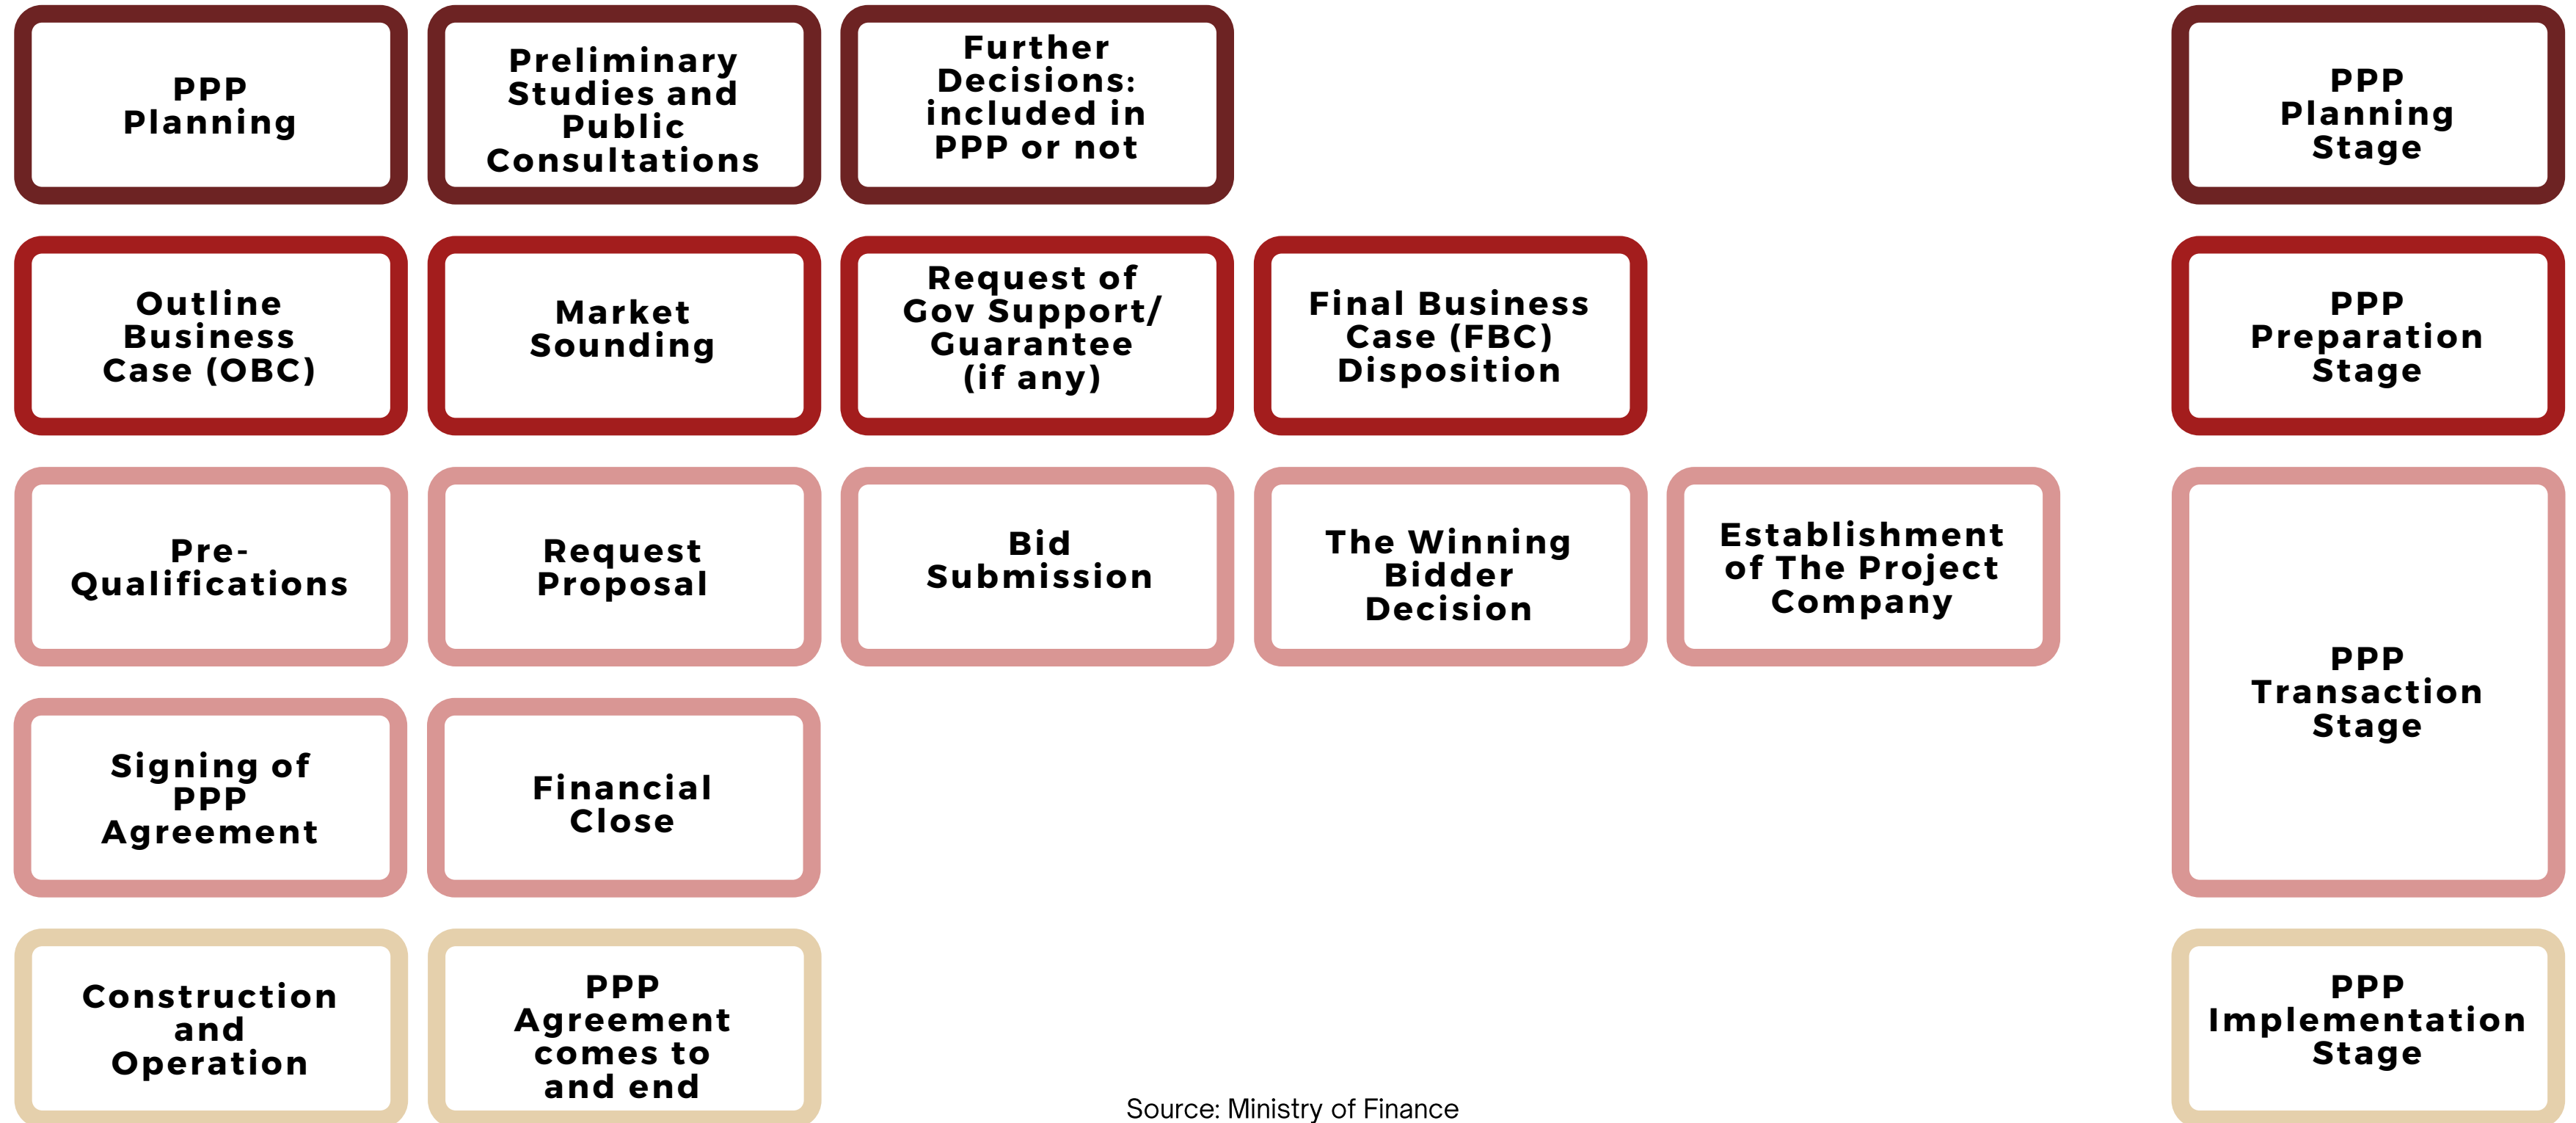 PPP
Planning
Preliminary
Studies and
Public
Consultations
Further
Decisions:
included in
PPP or not
PPP
Planning
Stage
Outline
Business
Case (OBC)
Market
Sounding
Request of
Gov Support/
Guarantee
(if any)
Final Business
Case (FBC)
Disposition
PPP
Preparation
Stage
Pre-
Qualifications
Request
Proposal
Bid
Submission
The Winning
Bidder
Decision
Establishment
of The Project
Company
PPP
Transaction
Stage
Signing of
PPP
Agreement
Financial
Close
Construction
and
Operation
PPP
Agreement
comes to
and end
PPP
Implementation
Stage
Source: Ministry of Finance